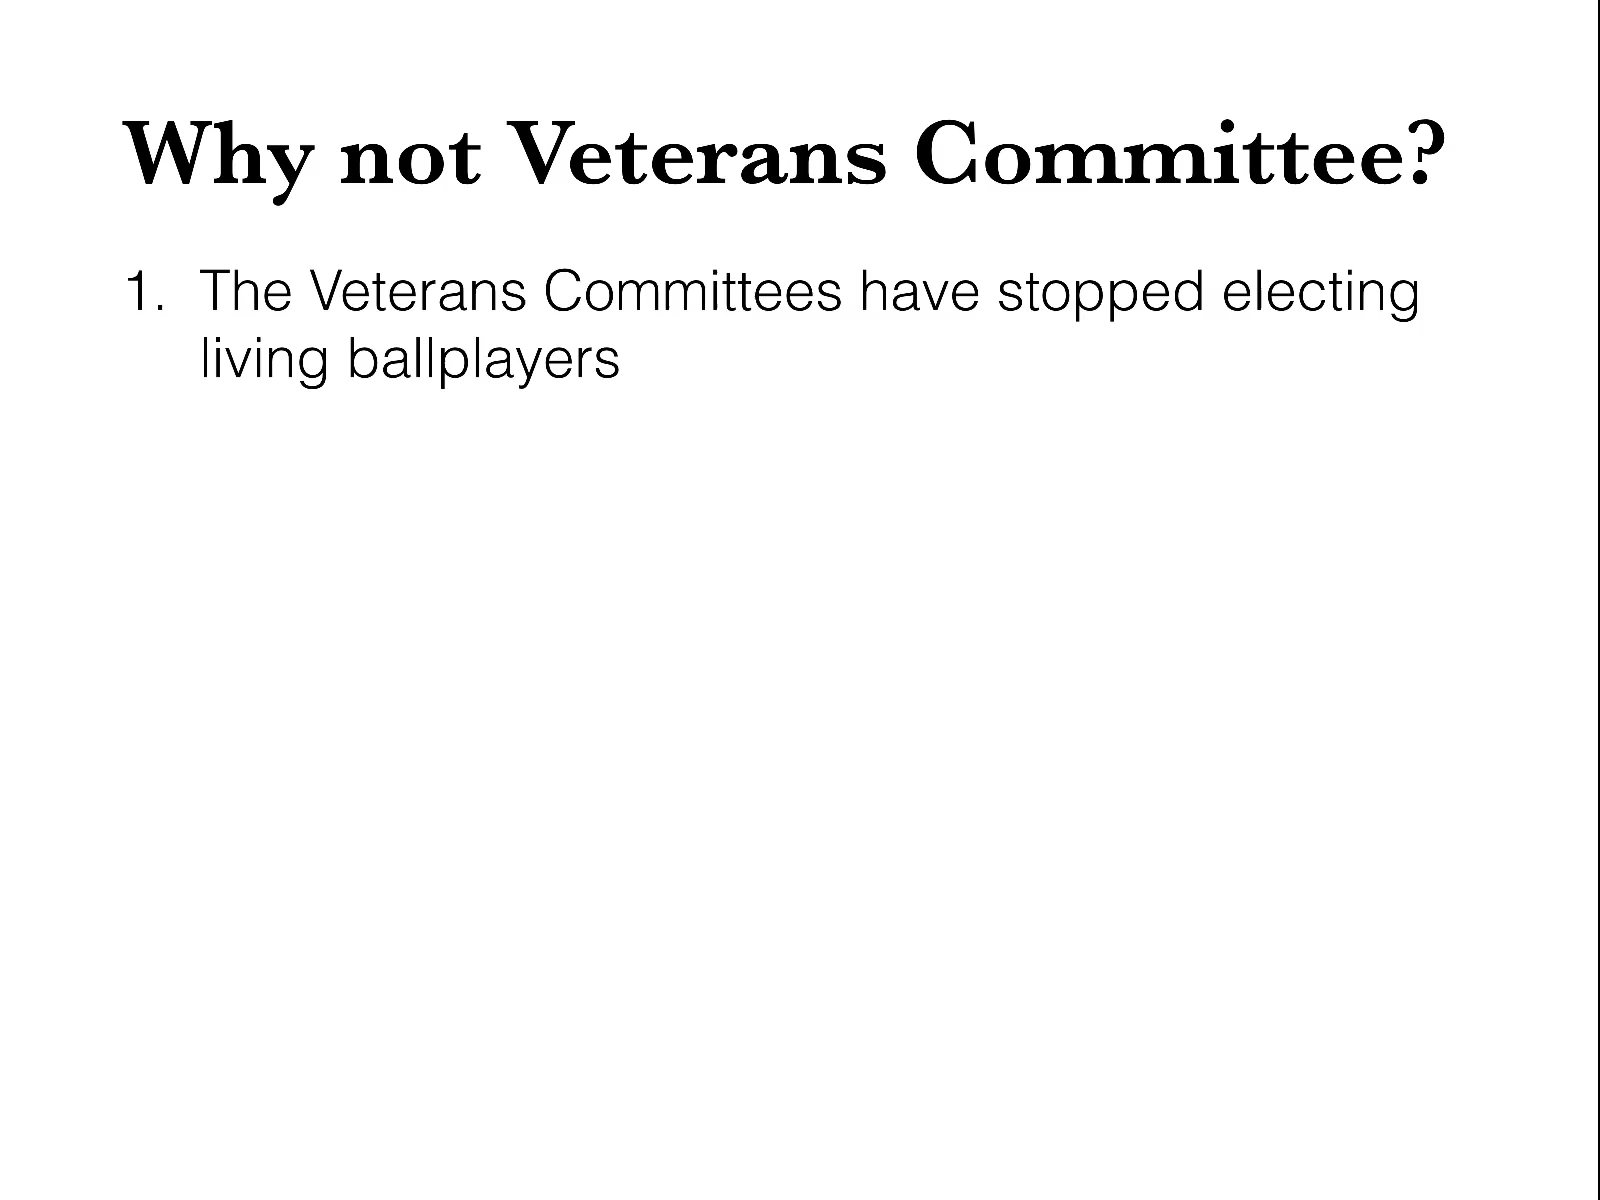 Why not Veterans Committee?
1. The Veterans Committees have stopped electing
living ballplayers